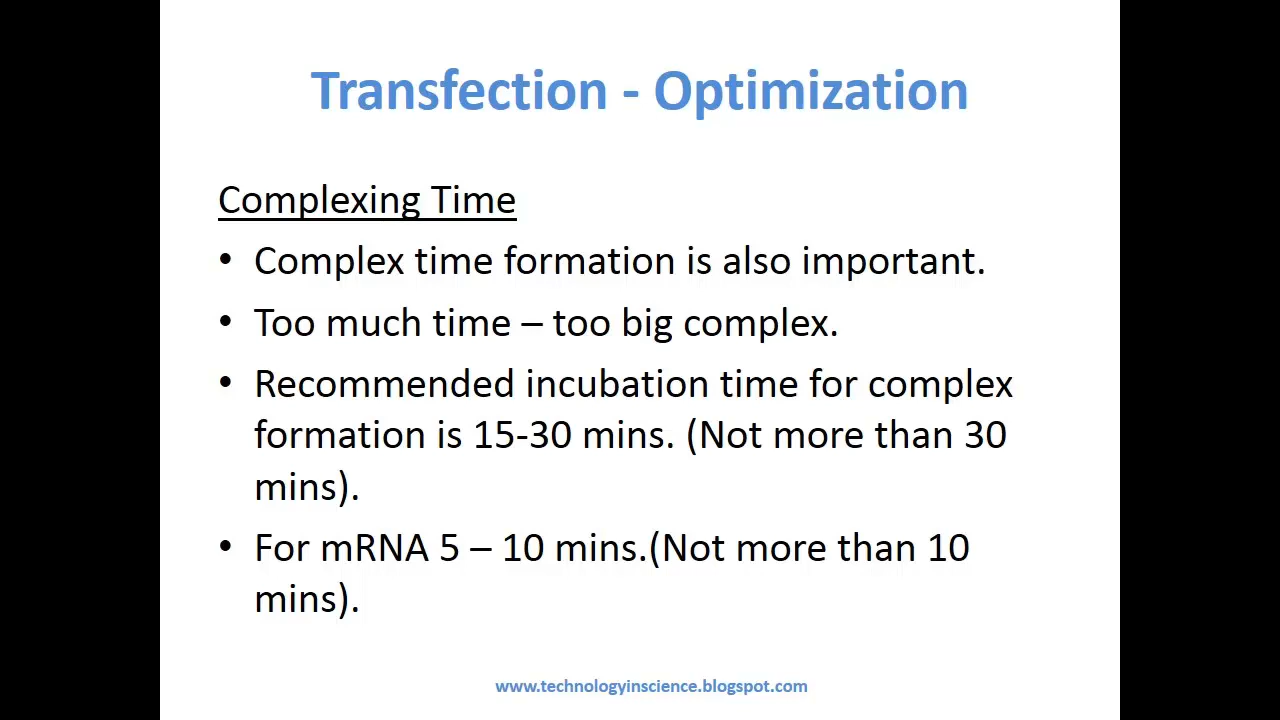 Transfection - Optimization
Complexing Time
• Complex time formation is also important.
• Too much time – too big complex.
• Recommended incubation time for complex
formation is 15-30 mins. (Not more than 30
mins).
• For mRNA 5 – 10 mins.(Not more than 10
mins).
www.technologyinscience.blogspot.com